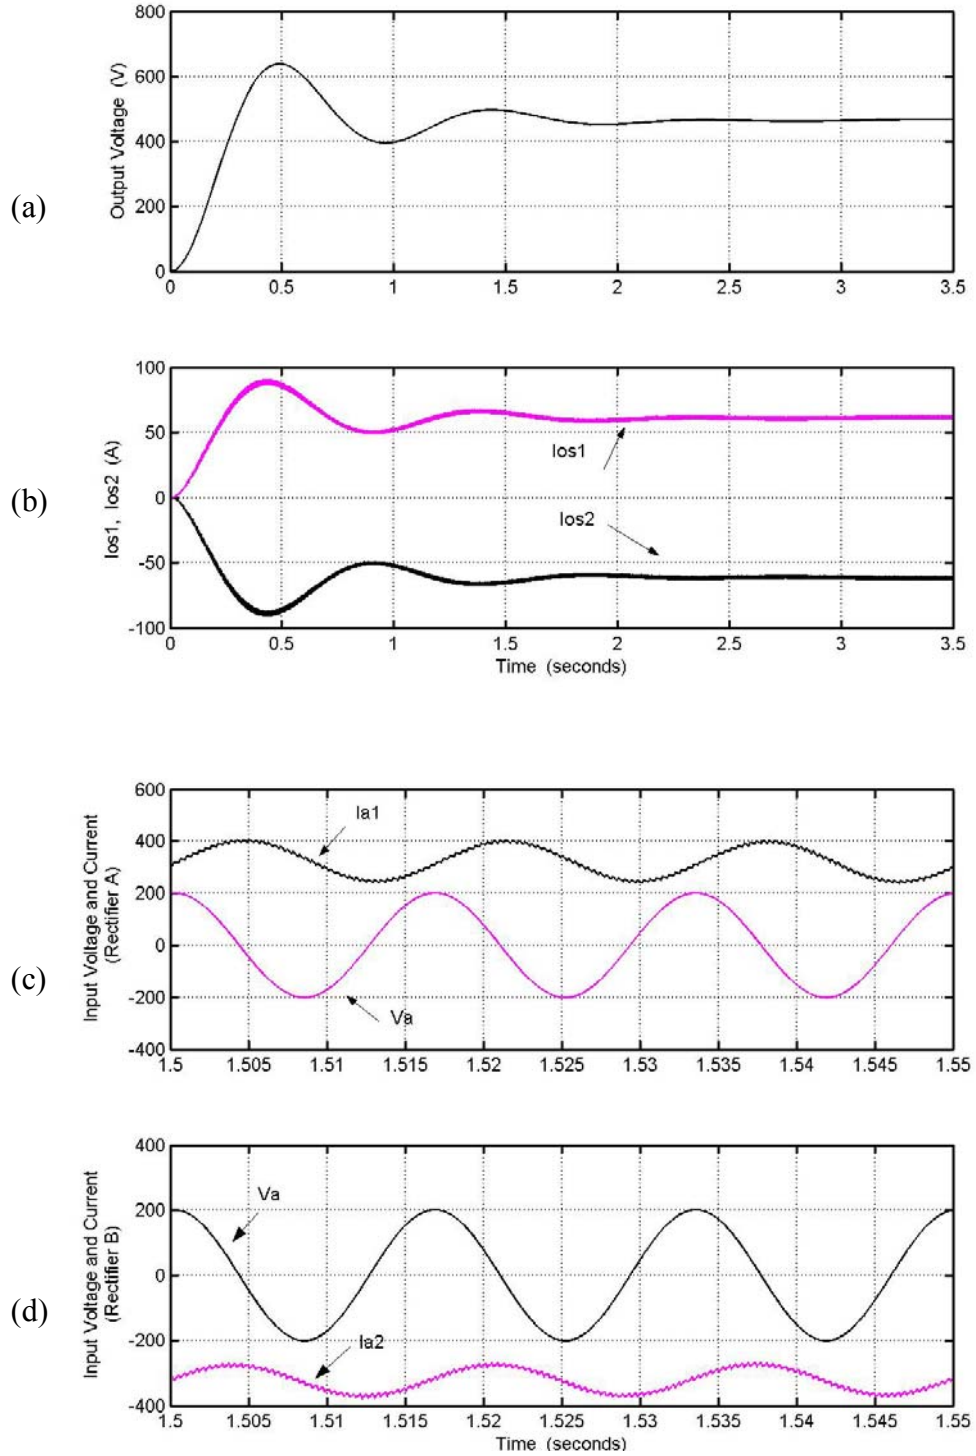 800
600
400
200
0
Output Voltage (V)
(a)
0 0.5 1 1.5 2 2.5 3 3.5
100
50
0
-50
-100
Ios1, Ios2 (A)
(b)
Ios1
Ios2
0 0.5 1 1.5 2 2.5 3 3.5
Time (seconds)
600
400
200
0
-200
-400
Input Voltage and Current
(Rectifier A)
(c)
Ia1
Va
1.5 1.505 1.51 1.515 1.52 1.525 1.53 1.535 1.54 1.545 1.55
400
200
0
-200
-400
Input Voltage and Current
(Rectifier B)
(d)
Va
Ia2
1.5 1.505 1.51 1.515 1.52 1.525 1.53 1.535 1.54 1.545 1.55
Time (seconds)